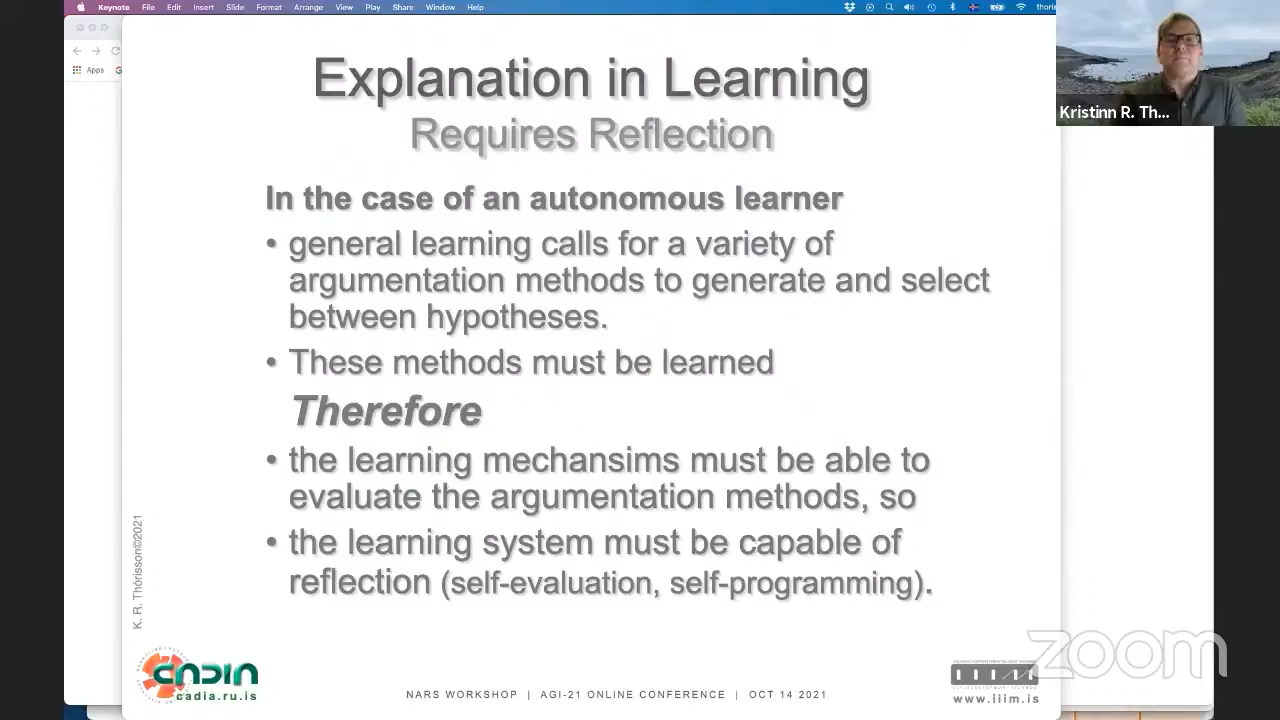 Keynote File Edit Insert Slide Format Arrange View Play Share Window Help
thoris
Apps
Kristinn R. Th...
Explanation in Learning
Requires Reflection
In the case of an autonomous learner
• general learning calls for a variety of
argumentation methods to generate and select
between hypotheses.
• These methods must be learned
Therefore
• the learning mechansims must be able to
evaluate the argumentation methods, so
• the learning system must be capable of
reflection (self-evaluation, self-programming).
K. R. Thórisson©2021
cadia.ru.is
NARS WORKSHOP | AGI-21 ONLINE CONFERENCE | OCT 14 2021
www.iiim.is
zoom